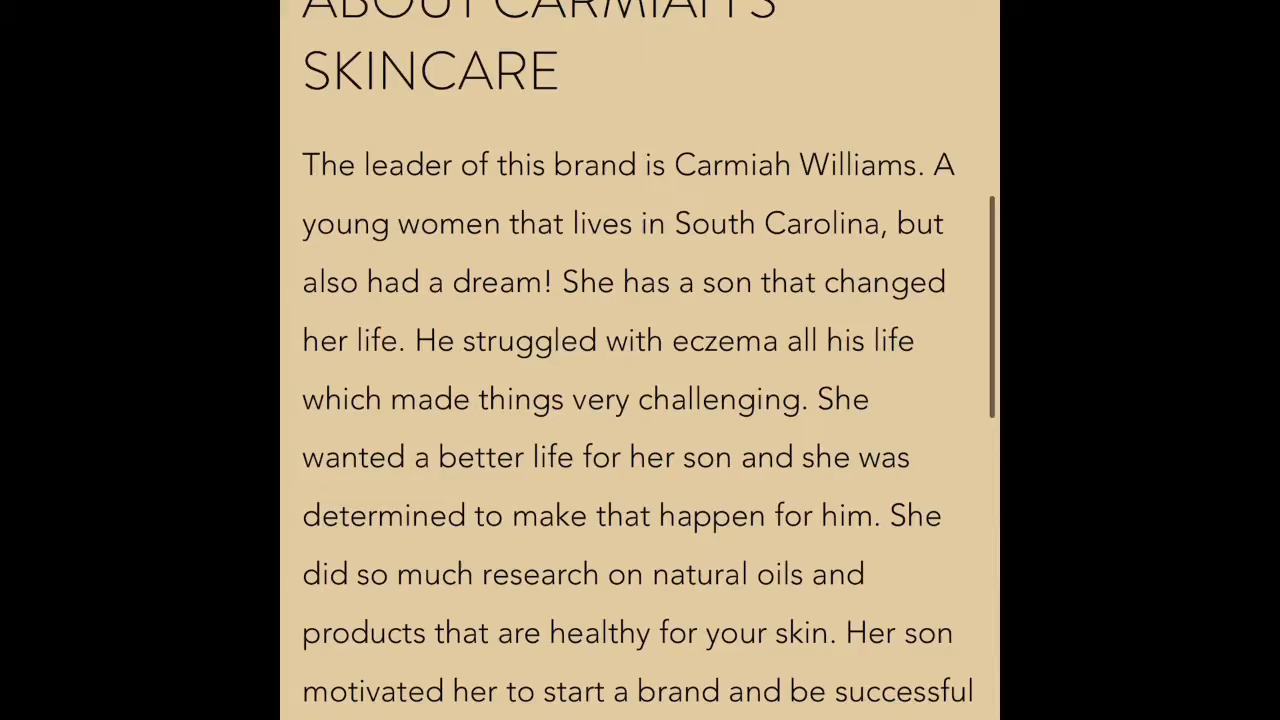 ABOUT CARMIAH'S
SKINCARE
The leader of this brand is Carmiah Williams. A
young women that lives in South Carolina, but
also had a dream! She has a son that changed
her life. He struggled with eczema all his life
which made things very challenging. She
wanted a better life for her son and she was
determined to make that happen for him. She
did so much research on natural oils and
products that are healthy for your skin. Her son
motivated her to start a brand and be successful